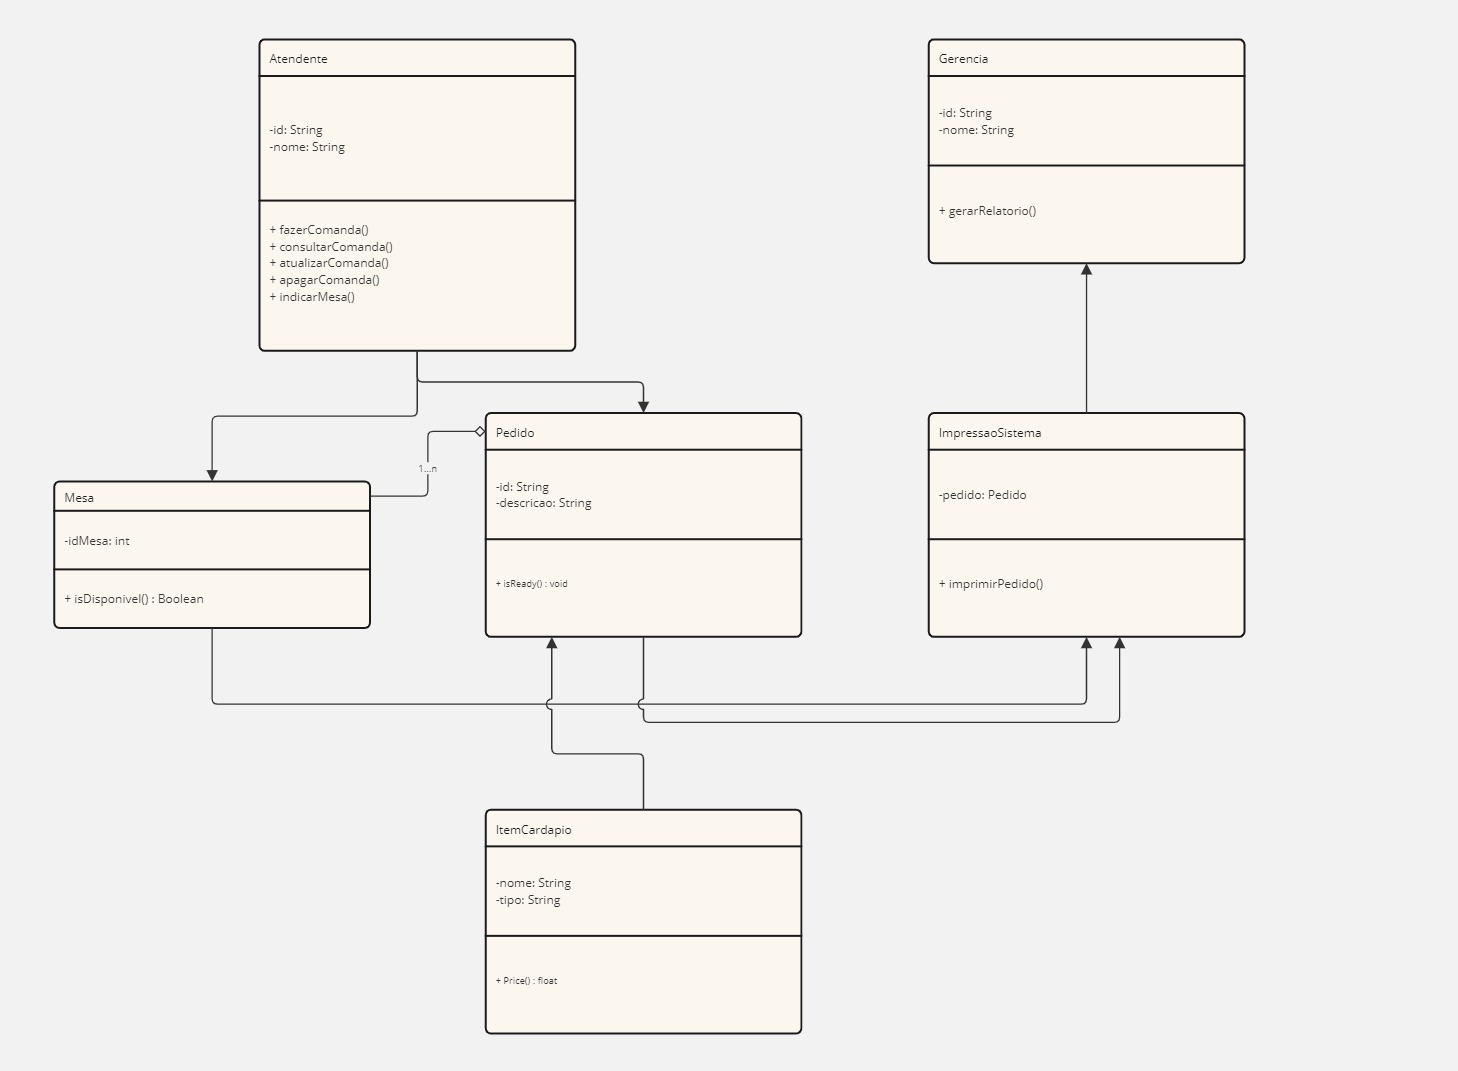 Atendente
-id: String
-nome: String
+ fazerComanda()
+ consultarComanda()
+ atualizarComanda()
+ apagarComanda()
+ indicarMesa()
Gerencia
-id: String
-nome: String
+ gerarRelatorio()
Mesa
-idMesa: int
+ isDisponivel() : Boolean
1...n
Pedido
-id: String
-descricao: String
+ isReady() : void
ImpressaoSistema
-pedido: Pedido
+ imprimirPedido()
ItemCardapio
-nome: String
-tipo: String
+ Price() : float